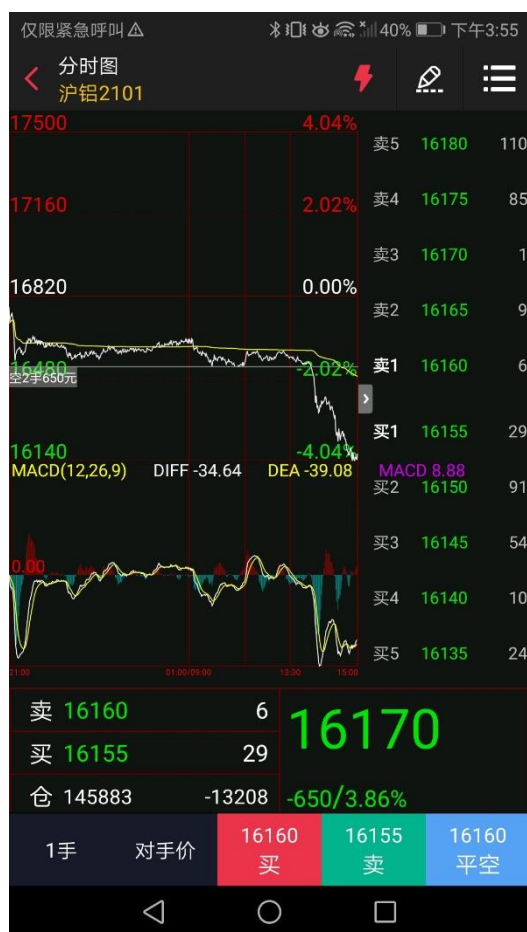 仅限紧急呼叫 40% 下午3:55
分时图
沪铝2101
17500 4.04%
卖5 16180 110
17160 2.02%
卖4 16175 85
卖3 16170 1
16820 0.00%
卖2 16165 9
16480 -2.02%
卖1 16160 6
空2手650元
买1 16155 29
16140 -4.04%
MACD(12,26,9) DIFF -34.64 DEA -39.08 MACD 8.88
买2 16150 91
买3 16145 54
0.00
买4 16140 10
买5 16135 24
21:00 01:00/09:00 13:30 15:00
卖 16160 6
买 16155 29
16170
仓 145883 -13208
-650/3.86%
1手 对手价
16160 买
16155 卖
16160 平空